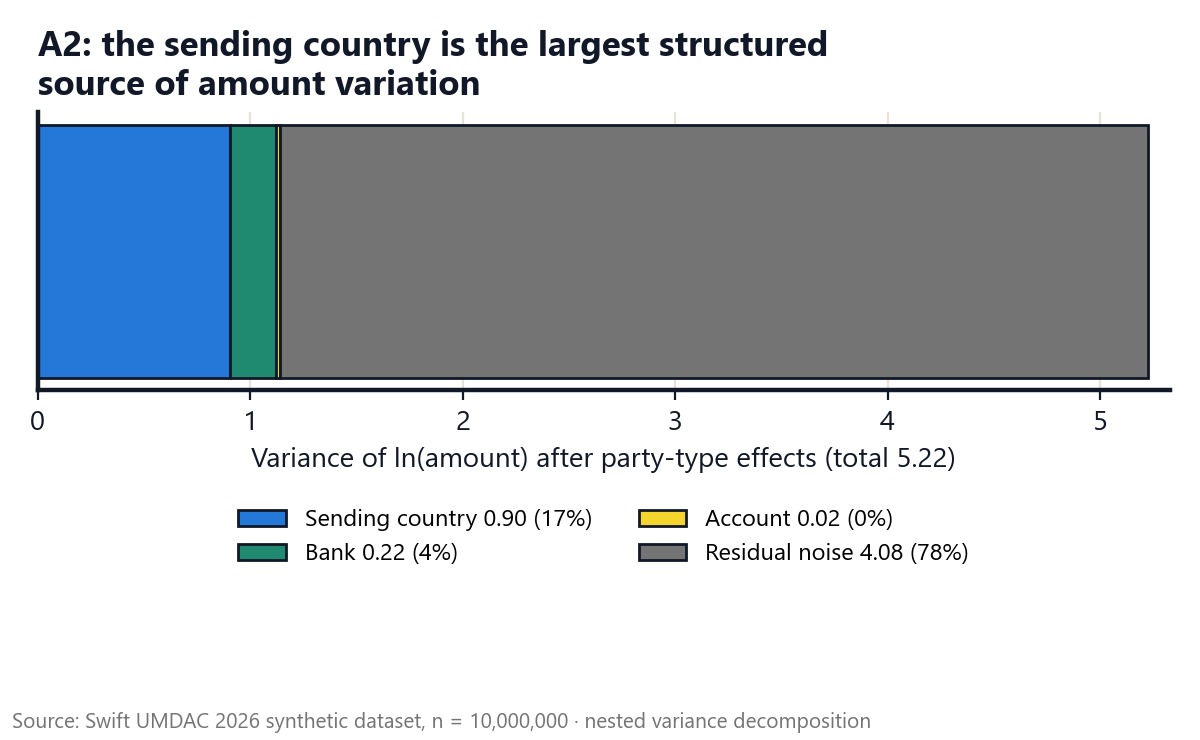 A2: the sending country is the largest structured
source of amount variation
0 1 2 3 4 5
Variance of ln(amount) after party-type effects (total 5.22)
Sending country 0.90 (17%) Account 0.02 (0%)
Bank 0.22 (4%) Residual noise 4.08 (78%)
Source: Swift UMDAC 2026 synthetic dataset, n = 10,000,000 · nested variance decomposition